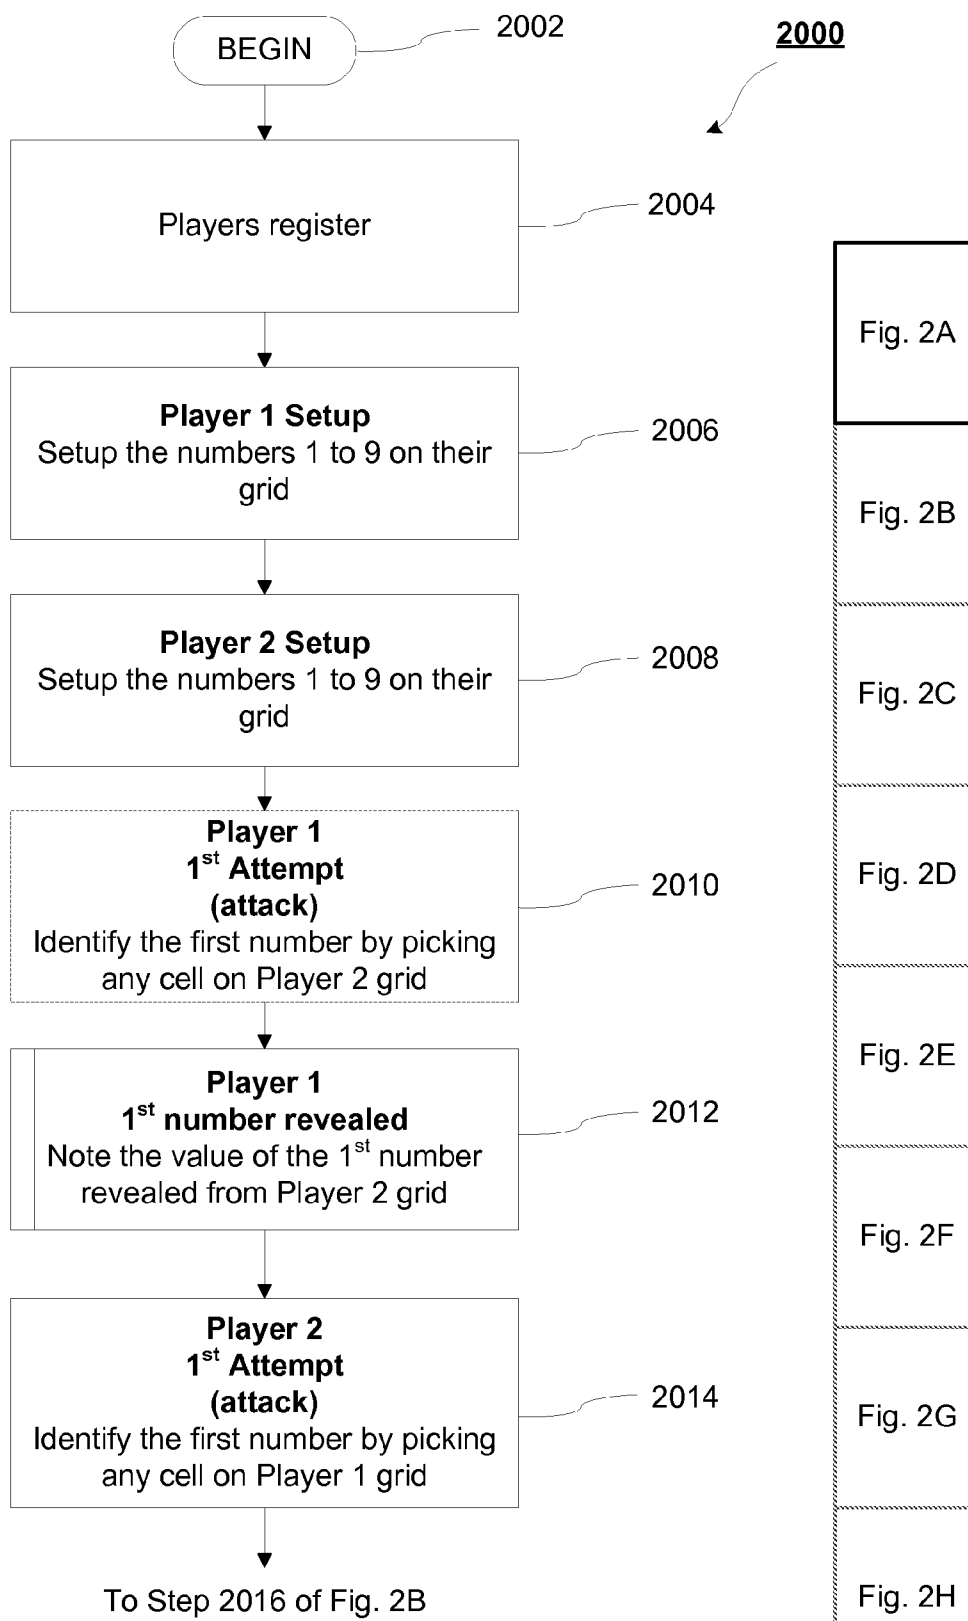 BEGIN
2002
2000
Players register
2004
Player 1 Setup
Setup the numbers 1 to 9 on their
grid
2006
Player 2 Setup
Setup the numbers 1 to 9 on their
grid
2008
Player 1
1st Attempt
(attack)
Identify the first number by picking
any cell on Player 2 grid
2010
Player 1
1st number revealed
Note the value of the 1st number
revealed from Player 2 grid
2012
Player 2
1st Attempt
(attack)
Identify the first number by picking
any cell on Player 1 grid
2014
To Step 2016 of Fig. 2B
Fig. 2A
Fig. 2B
Fig. 2C
Fig. 2D
Fig. 2E
Fig. 2F
Fig. 2G
Fig. 2H